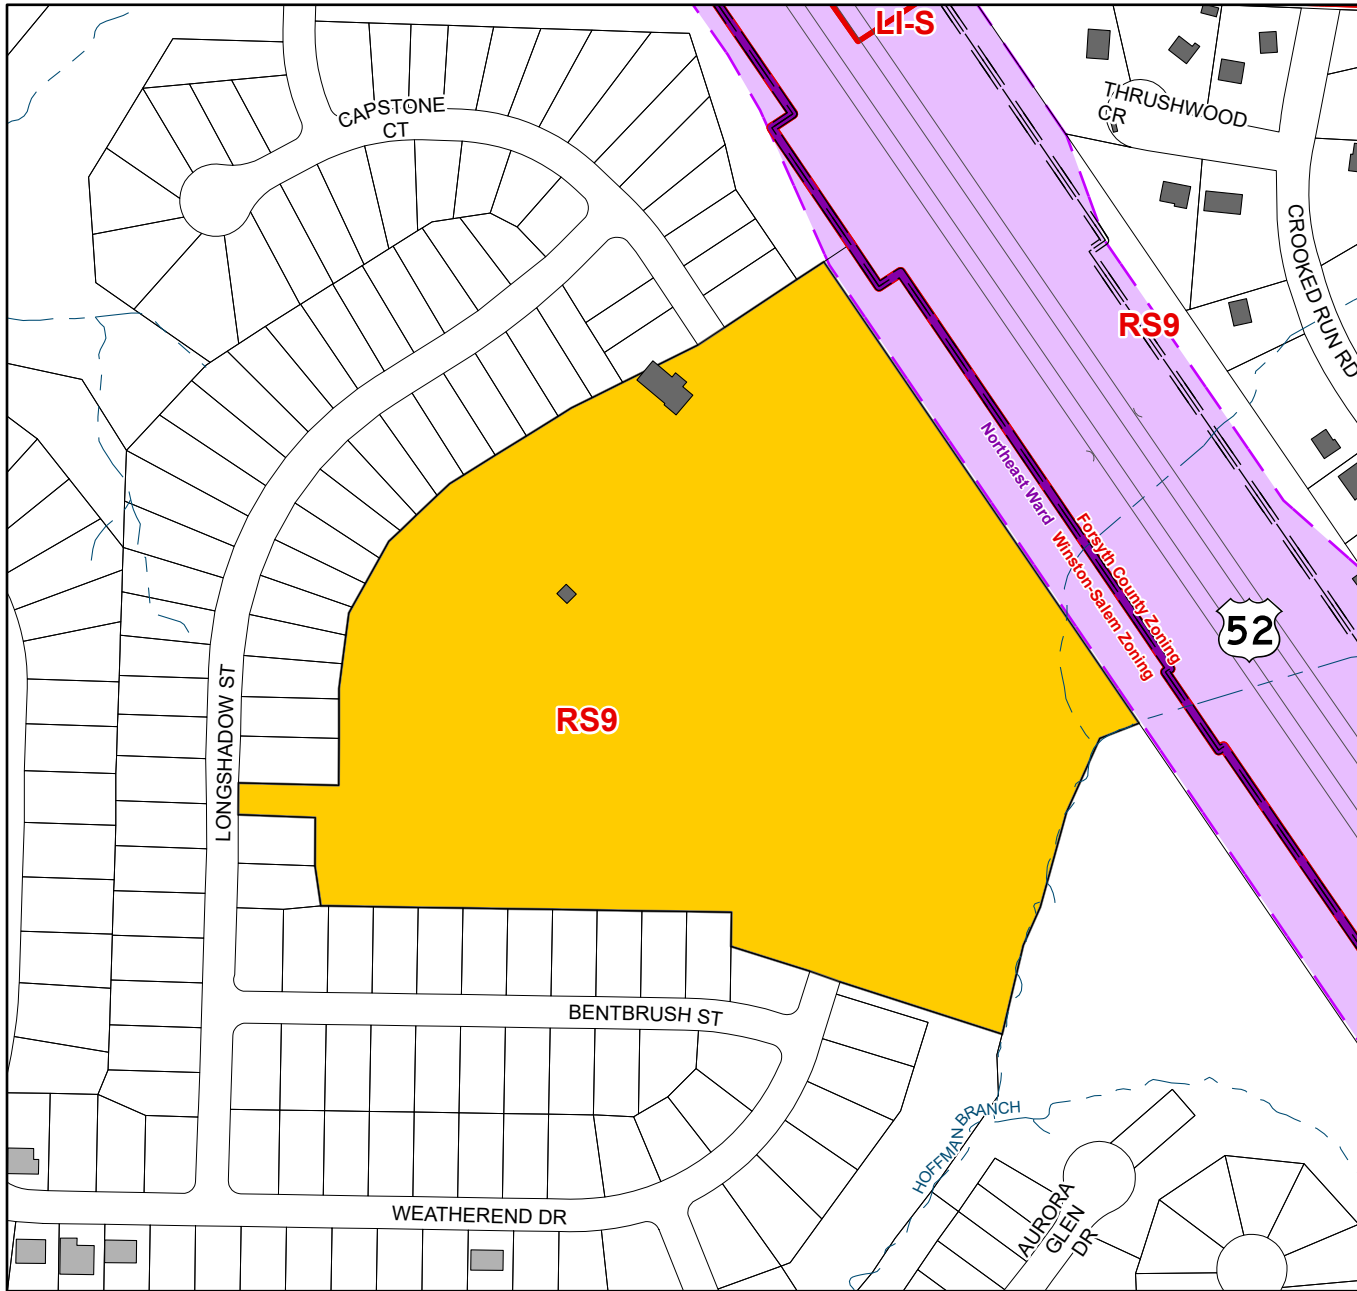 LI-S
CAPSTONE
CT
THRUSHWOOD
CR
CROOKED RUN RD
RS9
Northeast Ward
Forsyth County Zoning
Winston-Salem Zoning
52
LONGSHADOW ST
RS9
BENTBRUSH ST
HOFFMAN BRANCH
AURORA
GLEN
DR
WEATHEREND DR